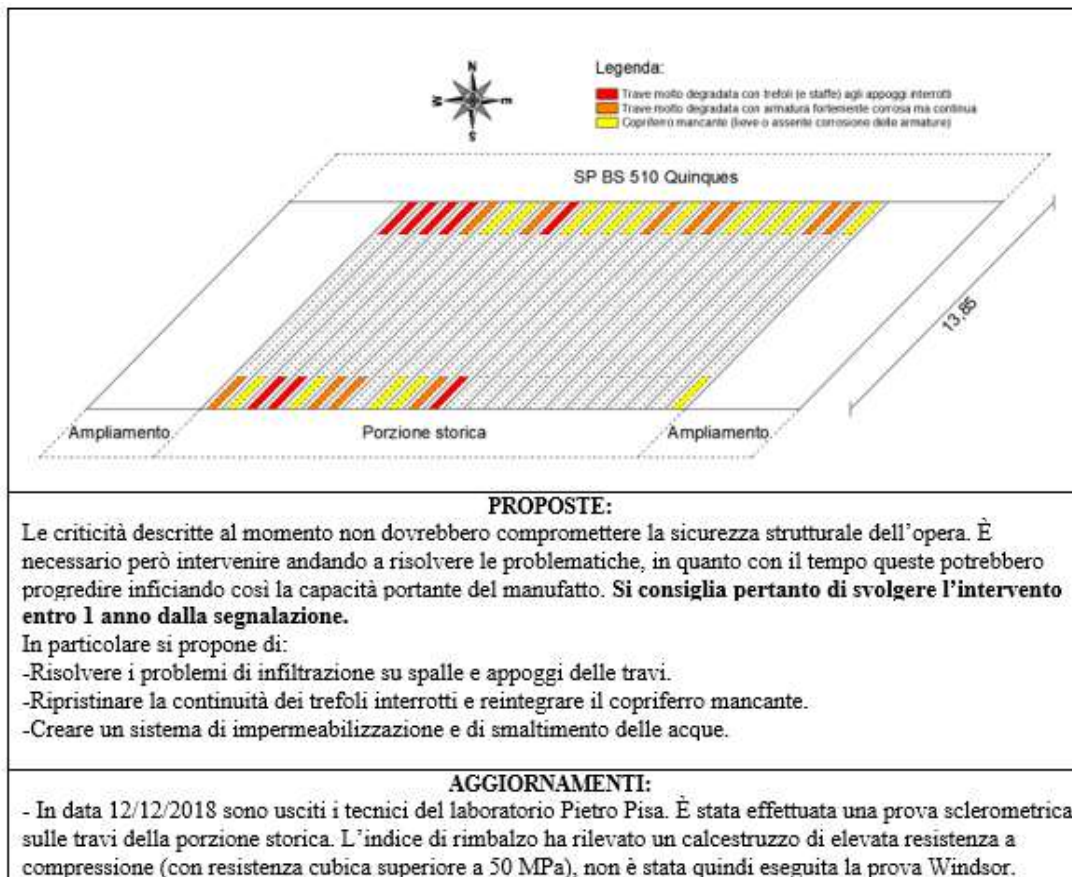 N
W
E
S
Legenda:
Trave molto degradata con trefoli (e staffe) agli appoggi interrotti
Trave molto degradata con armatura fortemente corrosa ma continua
Copriferro mancante (lieve o assente corrosione delle armature)
SP BS 510 Quinques
13,85
Ampliamento
Porzione storica
Ampliamento
PROPOSTE:
Le criticità descritte al momento non dovrebbero compromettere la sicurezza strutturale dell’opera. È
necessario però intervenire andando a risolvere le problematiche, in quanto con il tempo queste potrebbero
progredire inficiando così la capacità portante del manufatto. Si consiglia pertanto di svolgere l’intervento
entro 1 anno dalla segnalazione.
In particolare si propone di:
-Risolvere i problemi di infiltrazione su spalle e appoggi delle travi.
-Ripristinare la continuità dei trefoli interrotti e reintegrare il copriferro mancante.
-Creare un sistema di impermeabilizzazione e di smaltimento delle acque.
AGGIORNAMENTI:
- In data 12/12/2018 sono usciti i tecnici del laboratorio Pietro Pisa. È stata effettuata una prova sclerometrica
sulle travi della porzione storica. L’indice di rimbalzo ha rilevato un calcestruzzo di elevata resistenza a
compressione (con resistenza cubica superiore a 50 MPa), non è stata quindi eseguita la prova Windsor.